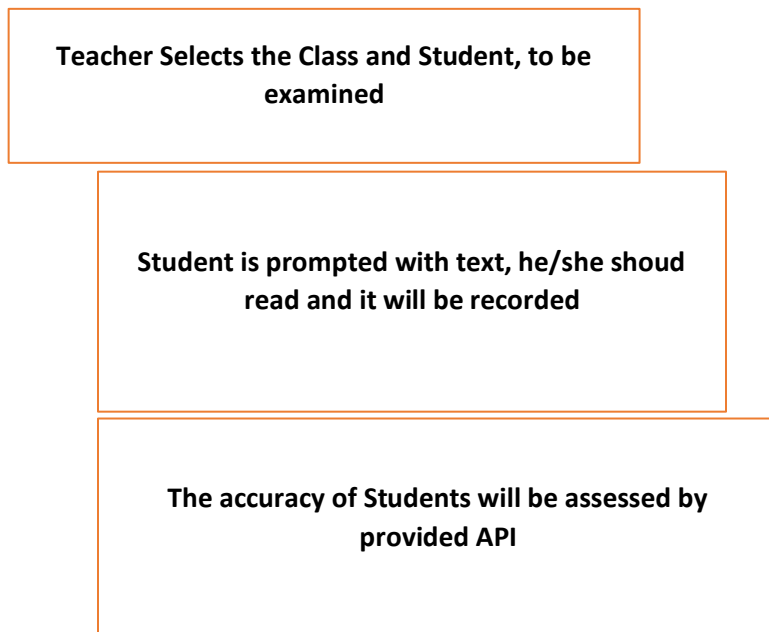 Teacher Selects the Class and Student, to be
examined
Student is prompted with text, he/she shoud
read and it will be recorded
The accuracy of Students will be assessed by
provided API